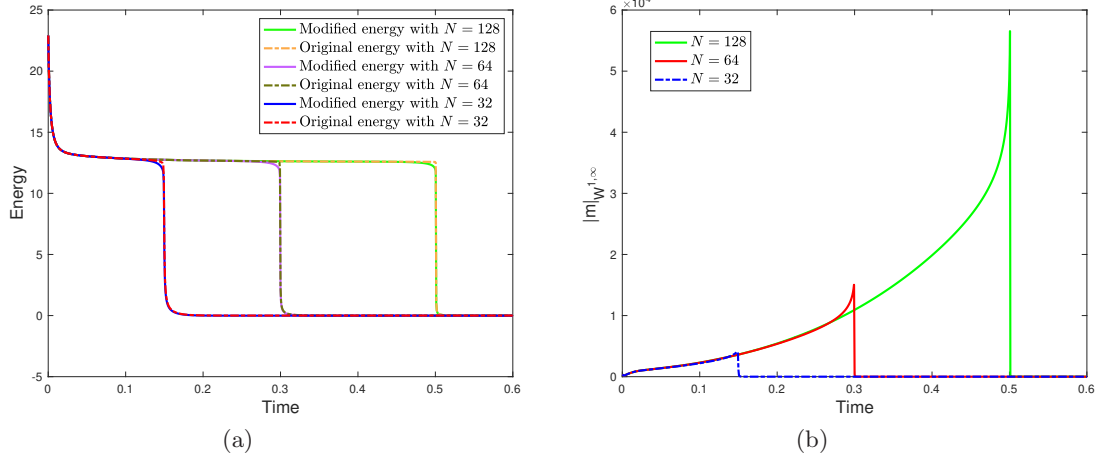 25
20
15
10
5
0
-5
Energy
Modified energy with N = 128
Original energy with N = 128
Modified energy with N = 64
Original energy with N = 64
Modified energy with N = 32
Original energy with N = 32
0 0.1 0.2 0.3 0.4 0.5 0.6
Time
(a)
6
5
4
3
2
1
0
|m|W1,∞
N = 128
N = 64
N = 32
0 0.1 0.2 0.3 0.4 0.5 0.6
Time
(b)